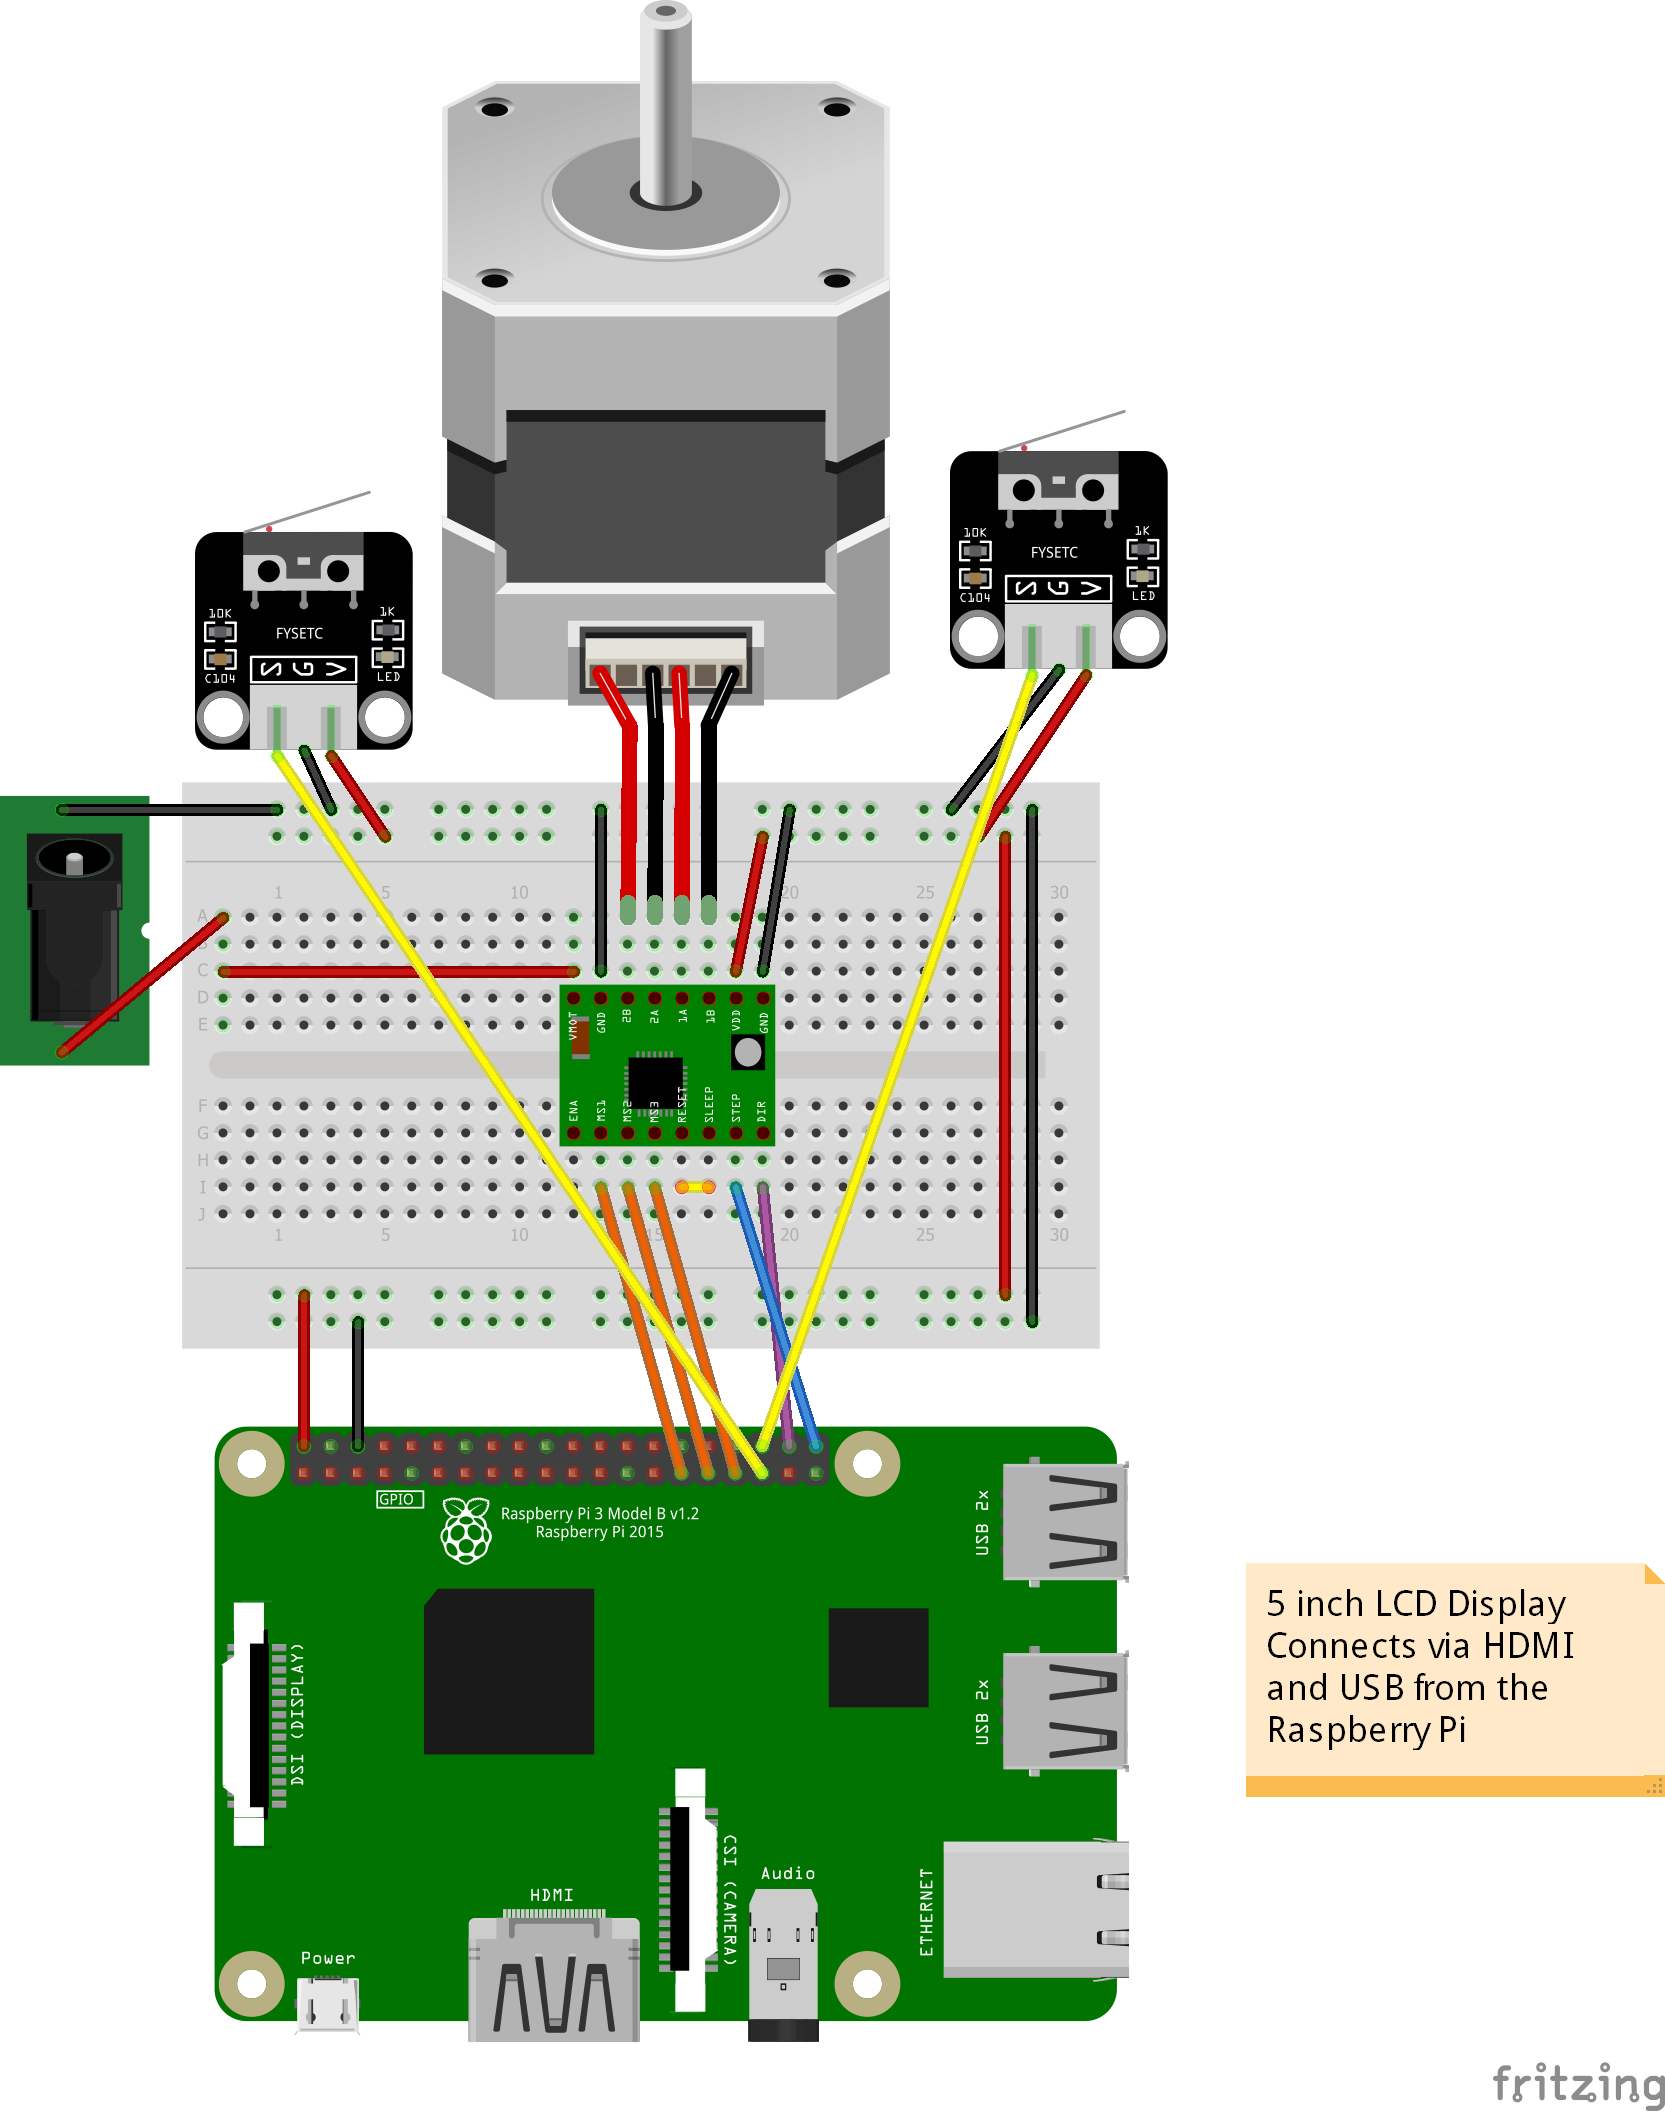 10K
1K
FYSETC
C104
S G V
LED
10K
1K
FYSETC
C104
S G V
LED
1 5 10 20 25 30
A
B
C
D
E
VMOT GND 2B 2A 1A 1B VDD GND
ENA MS1 MS2 MS3 RESET SLEEP STEP DIR
F
G
H
I
J
1 5 10 15 20 25 30
GPIO
Raspberry Pi 3 Model B v1.2
Raspberry Pi 2015
USB 2x
DSI (DISPLAY)
USB 2x
5 inch LCD Display
Connects via HDMI
and USB from the
Raspberry Pi
CSI (CAMERA)
Audio
ETHERNET
HDMI
Power
fritzing